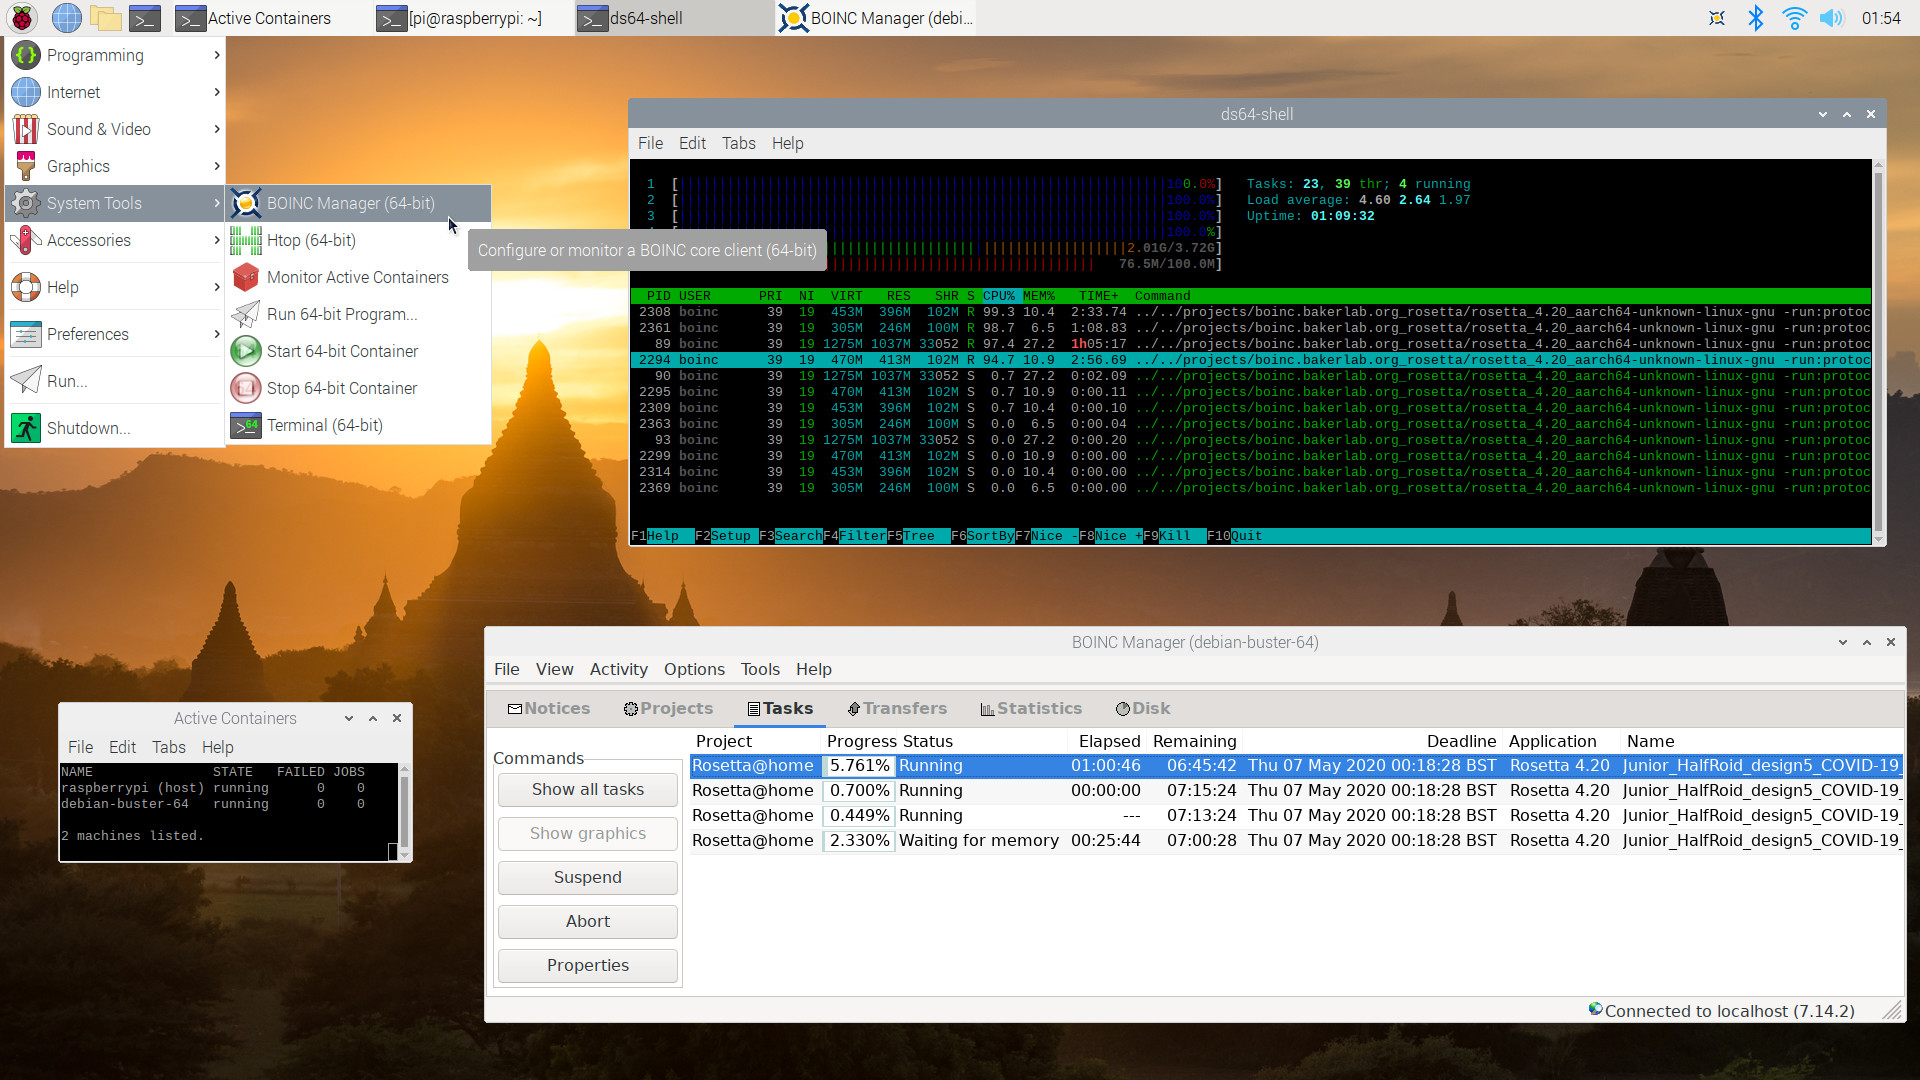 Active Containers
[pi@raspberrypi: ~]
ds64-shell
BOINC Manager (debi...
01:54
Programming
Internet
Sound & Video
Graphics
System Tools
Accessories
Help
Preferences
Run...
Shutdown...
BOINC Manager (64-bit)
Htop (64-bit)
Monitor Active Containers
Run 64-bit Program...
Start 64-bit Container
Stop 64-bit Container
Terminal (64-bit)
Configure or monitor a BOINC core client (64-bit)
ds64-shell
File Edit Tabs Help
1 [ 100.0%] Tasks: 23, 39 thr; 4 running
2 [ 100.0%] Load average: 4.60 2.64 1.97
3 [ 100.0%] Uptime: 01:09:32
100.0%]
2.01G/3.72G]
76.5M/100.0M]
PID USER PRI NI VIRT RES SHR S CPU% MEM% TIME+ Command
2308 boinc 39 19 453M 396M 102M R 99.3 10.4 2:33.74 ../../projects/boinc.bakerlab.org_rosetta/rosetta_4.20_aarch64-unknown-linux-gnu -run:protoc
2361 boinc 39 19 305M 246M 100M R 98.7 6.5 1:08.83 ../../projects/boinc.bakerlab.org_rosetta/rosetta_4.20_aarch64-unknown-linux-gnu -run:protoc
89 boinc 39 19 1275M 1037M 33052 R 97.4 27.2 1h05:17 ../../projects/boinc.bakerlab.org_rosetta/rosetta_4.20_aarch64-unknown-linux-gnu -run:protoc
2294 boinc 39 19 470M 413M 102M R 94.7 10.9 2:56.69 ../../projects/boinc.bakerlab.org_rosetta/rosetta_4.20_aarch64-unknown-linux-gnu -run:protoc
90 boinc 39 19 1275M 1037M 33052 S 0.7 27.2 0:02.09 ../../projects/boinc.bakerlab.org_rosetta/rosetta_4.20_aarch64-unknown-linux-gnu -run:protoc
2295 boinc 39 19 470M 413M 102M S 0.7 10.9 0:00.11 ../../projects/boinc.bakerlab.org_rosetta/rosetta_4.20_aarch64-unknown-linux-gnu -run:protoc
2309 boinc 39 19 453M 396M 102M S 0.7 10.4 0:00.10 ../../projects/boinc.bakerlab.org_rosetta/rosetta_4.20_aarch64-unknown-linux-gnu -run:protoc
2363 boinc 39 19 305M 246M 100M S 0.0 6.5 0:00.04 ../../projects/boinc.bakerlab.org_rosetta/rosetta_4.20_aarch64-unknown-linux-gnu -run:protoc
93 boinc 39 19 1275M 1037M 33052 S 0.0 27.2 0:00.20 ../../projects/boinc.bakerlab.org_rosetta/rosetta_4.20_aarch64-unknown-linux-gnu -run:protoc
2299 boinc 39 19 470M 413M 102M S 0.0 10.9 0:00.00 ../../projects/boinc.bakerlab.org_rosetta/rosetta_4.20_aarch64-unknown-linux-gnu -run:protoc
2314 boinc 39 19 453M 396M 102M S 0.0 10.4 0:00.00 ../../projects/boinc.bakerlab.org_rosetta/rosetta_4.20_aarch64-unknown-linux-gnu -run:protoc
2369 boinc 39 19 305M 246M 100M S 0.0 6.5 0:00.00 ../../projects/boinc.bakerlab.org_rosetta/rosetta_4.20_aarch64-unknown-linux-gnu -run:protoc
F1Help F2Setup F3SearchF4FilterF5Tree F6SortByF7Nice -F8Nice +F9Kill F10Quit
Active Containers
File Edit Tabs Help
NAME STATE FAILED JOBS
raspberrypi (host) running 0 0
debian-buster-64 running 0 0
2 machines listed.
BOINC Manager (debian-buster-64)
File View Activity Options Tools Help
Notices Projects Tasks Transfers Statistics Disk
Commands
Show all tasks
Show graphics
Suspend
Abort
Properties
Project Progress Status Elapsed Remaining Deadline Application Name
Rosetta@home 5.761% Running 01:00:46 06:45:42 Thu 07 May 2020 00:18:28 BST Rosetta 4.20 Junior_HalfRoid_design5_COVID-19_
Rosetta@home 0.700% Running 00:00:00 07:15:24 Thu 07 May 2020 00:18:28 BST Rosetta 4.20 Junior_HalfRoid_design5_COVID-19_
Rosetta@home 0.449% Running --- 07:13:24 Thu 07 May 2020 00:18:28 BST Rosetta 4.20 Junior_HalfRoid_design5_COVID-19_
Rosetta@home 2.330% Waiting for memory 00:25:44 07:00:28 Thu 07 May 2020 00:18:28 BST Rosetta 4.20 Junior_HalfRoid_design5_COVID-19_
Connected to localhost (7.14.2)